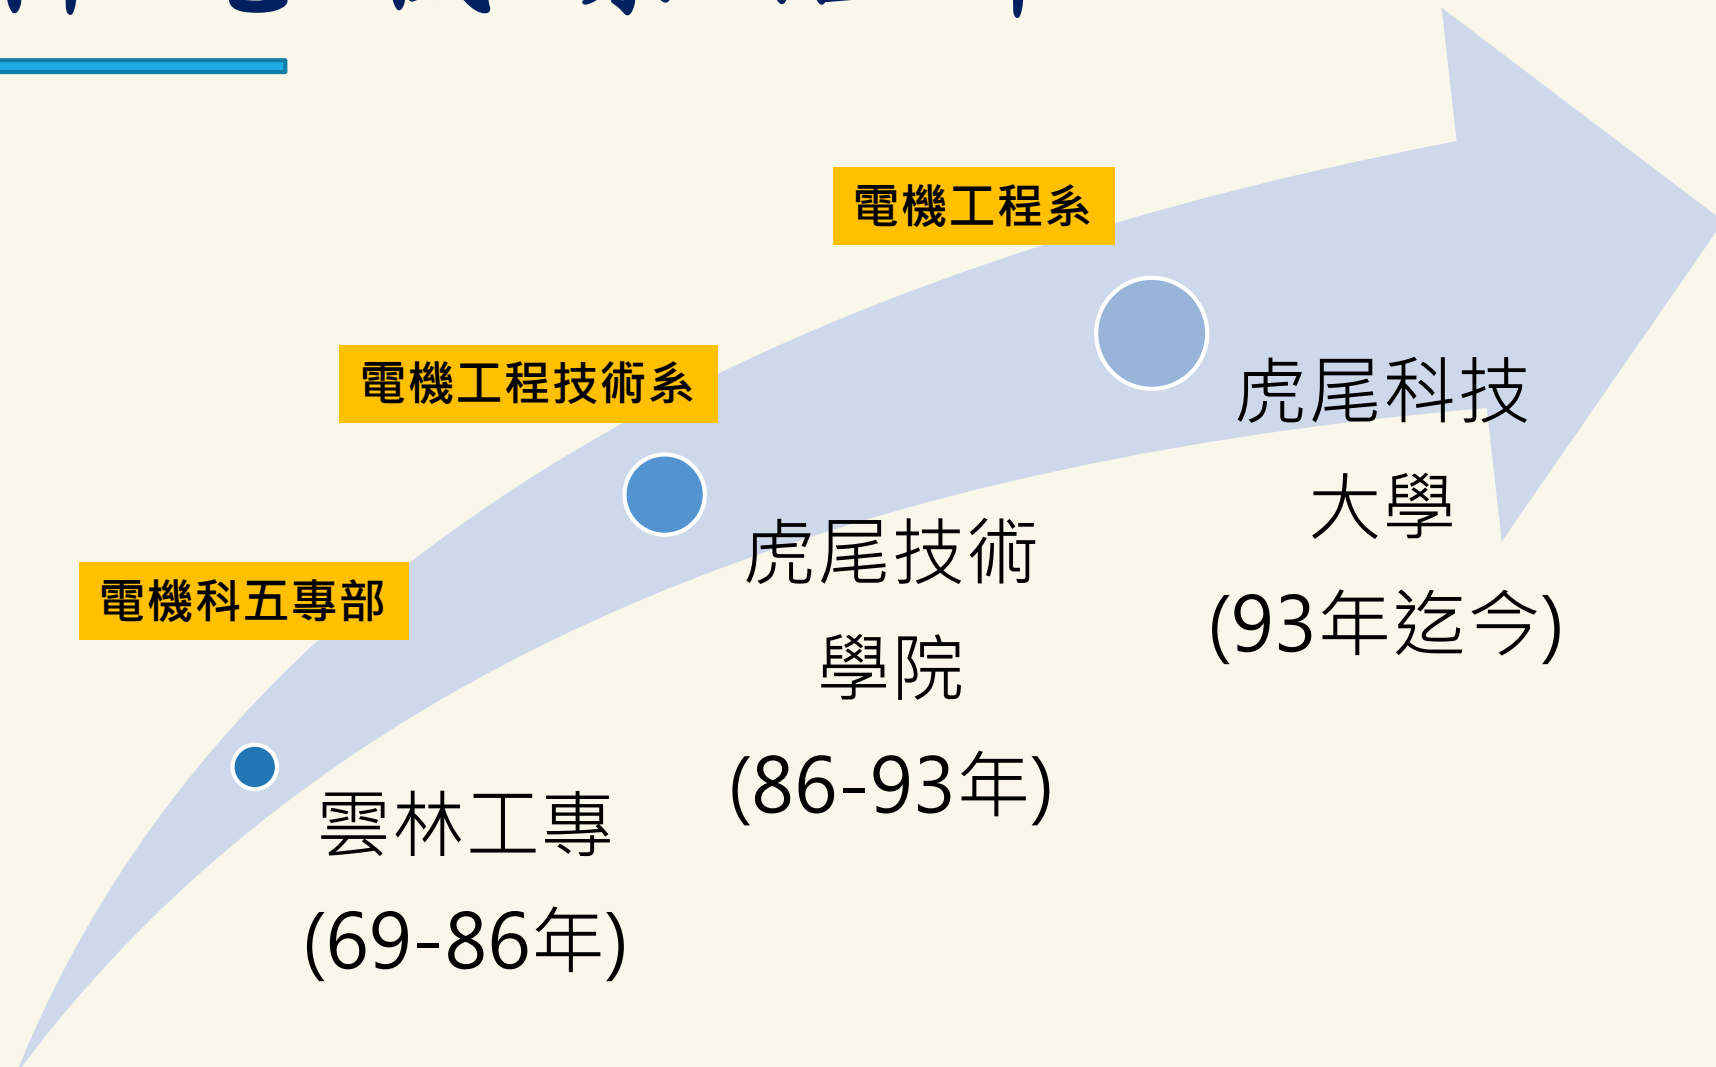 電機工程系
電機工程技術系
電機科五專部
虎尾科技
大學
(93年迄今)
虎尾技術
學院
(86-93年)
雲林工專
(69-86年)